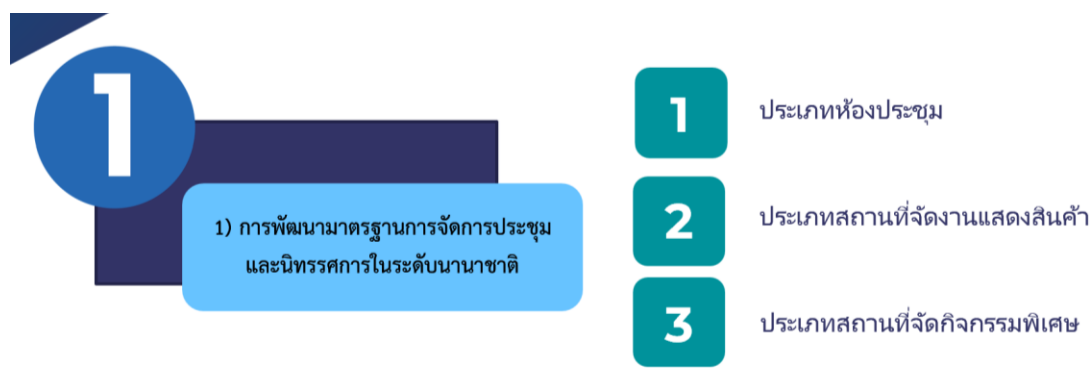 1
1) การพัฒนามาตรฐานการจัดการประชุม
และนิทรรศการในระดับนานาชาติ
1 ประเภทห้องประชุม
2 ประเภทสถานที่จัดงานแสดงสินค้า
3 ประเภทสถานที่จัดกิจกรรมพิเศษ